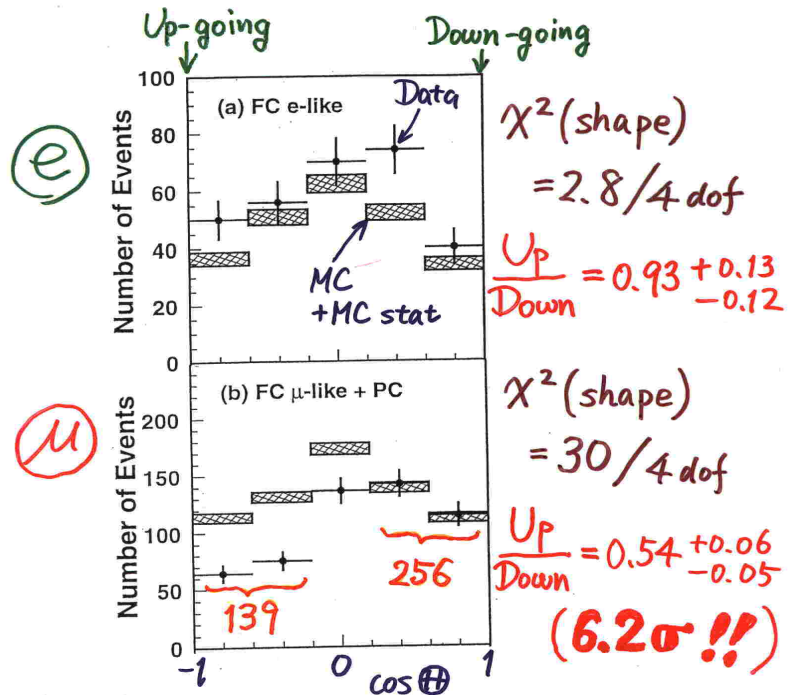 Up-going
Down-going
e
100
80
60
40
20
0
Number of Events
(a) FC e-like
Data
MC
+MC stat
χ² (shape)
= 2.8 / 4 dof
Up/Down = 0.93 +0.13 −0.12
μ
200
150
100
50
0
Number of Events
(b) FC μ-like + PC
139
256
-1 0 1
cos Θ
χ² (shape)
= 30 / 4 dof
Up/Down = 0.54 +0.06 −0.05
(6.2σ !!)